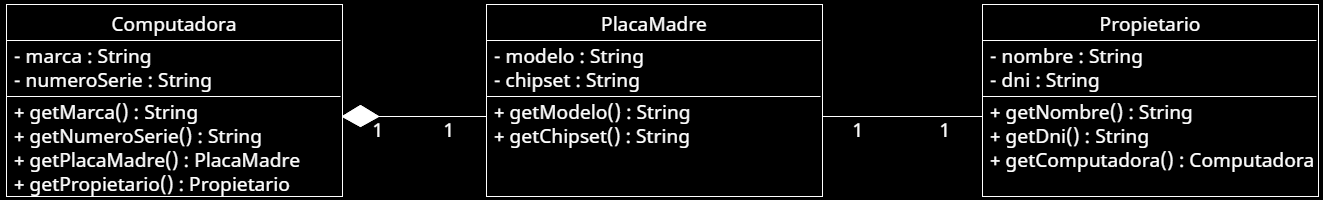 Computadora
- marca : String
- numeroSerie : String
+ getMarca() : String
+ getNumeroSerie() : String
+ getPlacaMadre() : PlacaMadre
+ getPropietario() : Propietario
1
1
PlacaMadre
- modelo : String
- chipset : String
+ getModelo() : String
+ getChipset() : String
1
1
Propietario
- nombre : String
- dni : String
+ getNombre() : String
+ getDni() : String
+ getComputadora() : Computadora